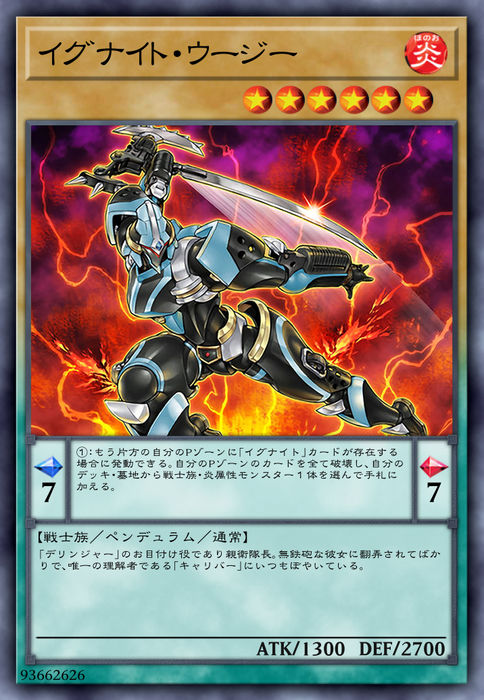 イグナイト・ウージー
ほのお
炎
①：もう片方の自分のPゾーンに「イグナイト」カードが存在する
場合に発動できる。自分のPゾーンのカードを全て破壊し、自分の
デッキ・墓地から戦士族・炎属性モンスター１体を選んで手札に
加える。
7
7
【戦士族／ペンデュラム／通常】
「デリンジャー」のお目付け役であり親衛隊長。無鉄砲な彼女に翻弄されてばか
りで、唯一の理解者である「キャリバー」にいつもぼやいている。
ATK/1300 DEF/2700
93662626